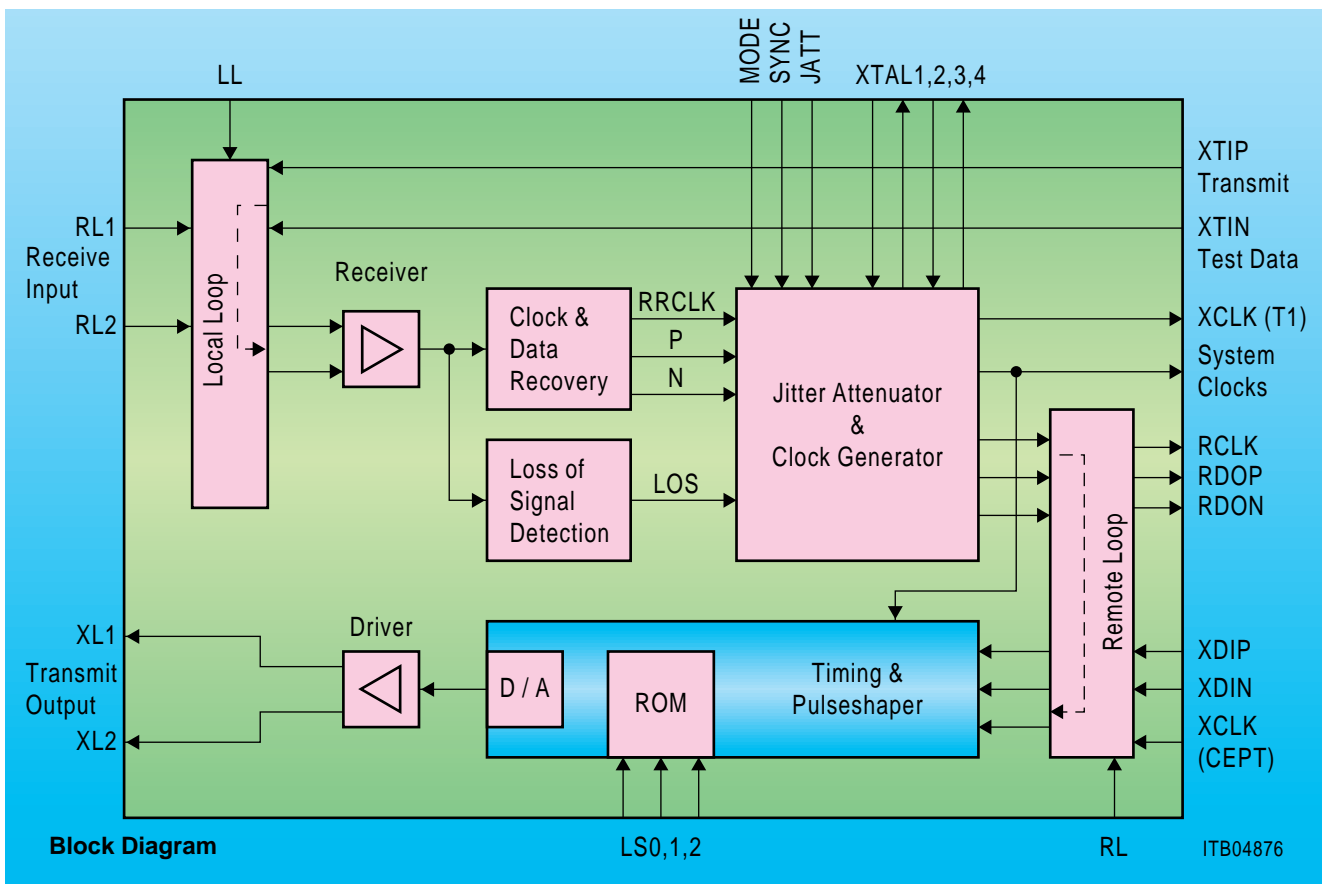 MODE
SYNC
JATT
LL
XTAL1,2,3,4
XTIP
Transmit
XTIN
Test Data
RL1
Receive
Input
RL2
Local Loop
Receiver
Clock &
Data
Recovery
RRCLK
P
N
Loss of
Signal
Detection
LOS
Jitter Attenuator
&
Clock Generator
XCLK (T1)
System
Clocks
RCLK
RDOP
RDON
Remote Loop
XL1
Transmit
Output
XL2
Driver
D / A
ROM
Timing &
Pulseshaper
XDIP
XDIN
XCLK
(CEPT)
Block Diagram
LS0,1,2
RL
ITB04876